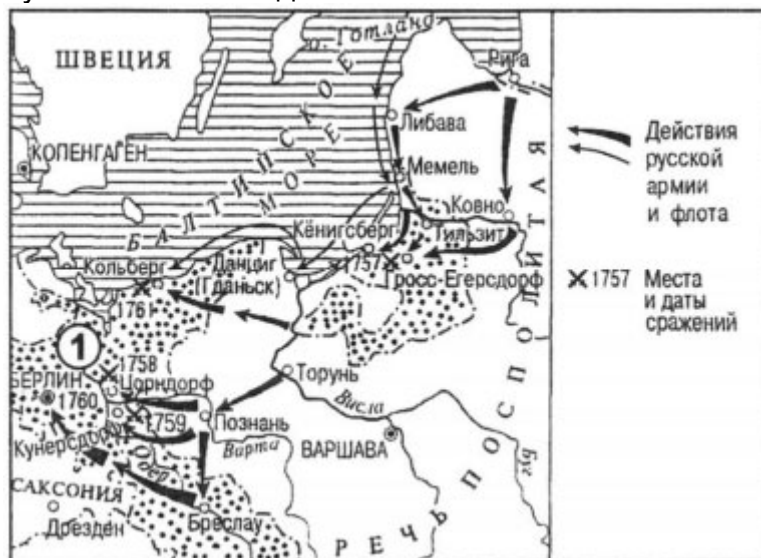 о. Готланд
ШВЕЦИЯ
Рига
БАЛТИЙСКОЕ МОРЕ
Либава
КОПЕНГАГЕН
Мемель
Ковно
Тильзит
Кёнигсберг
1757
Гросс-Егерсдорф
Кольберг
Данциг
(Гданьск)
1761
1
1758
БЕРЛИН
Цорндорф
1760
Торунь
Висла
1759
Познань
Кунерсдорф
Варта
ВАРШАВА
Одер
Буг
САКСОНИЯ
Дрезден
Бреслау
РЕЧЬ ПОСПОЛИТАЯ
Действия
русской
армии
и флота
1757 Места
и даты
сражений